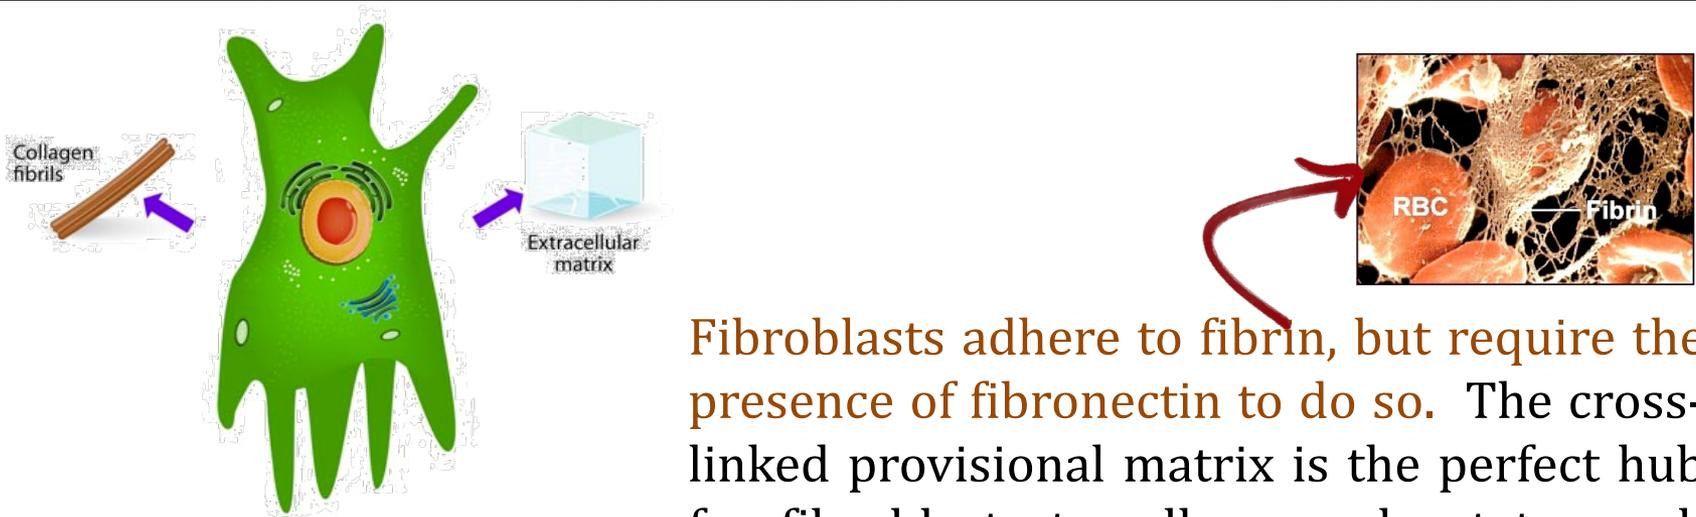 Collagen
fibrils
Extracellular
matrix
RBC
Fibrin
Fibroblasts adhere to fibrin, but require the
presence of fibronectin to do so. The cross-
linked provisional matrix is the perfect hub